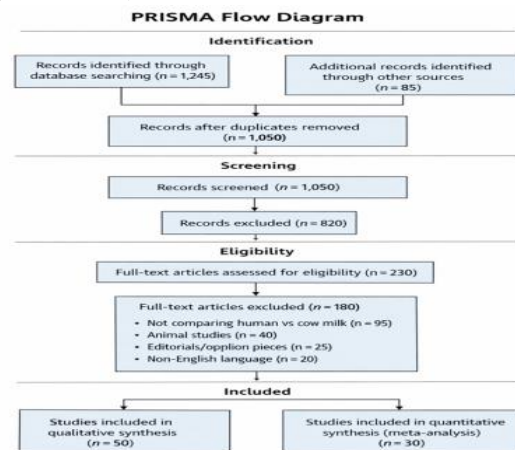 PRISMA Flow Diagram
Identification
Records identified through
database searching (n = 1,245)
Additional records identified
through other sources
(n = 85)
Records after duplicates removed
(n = 1,050)
Screening
Records screened (n = 1,050)
Records excluded (n = 820)
Eligibility
Full-text articles assessed for eligibility (n = 230)
Full-text articles excluded (n = 180)
• Not comparing human vs cow milk (n = 95)
• Animal studies (n = 40)
• Editorials/opplion pieces (n = 25)
• Non-English language (n = 20)
Included
Studies included in
qualitative synthesis
(n = 50)
Studies included in quantitative
synthesis (meta-analysis)
(n = 30)